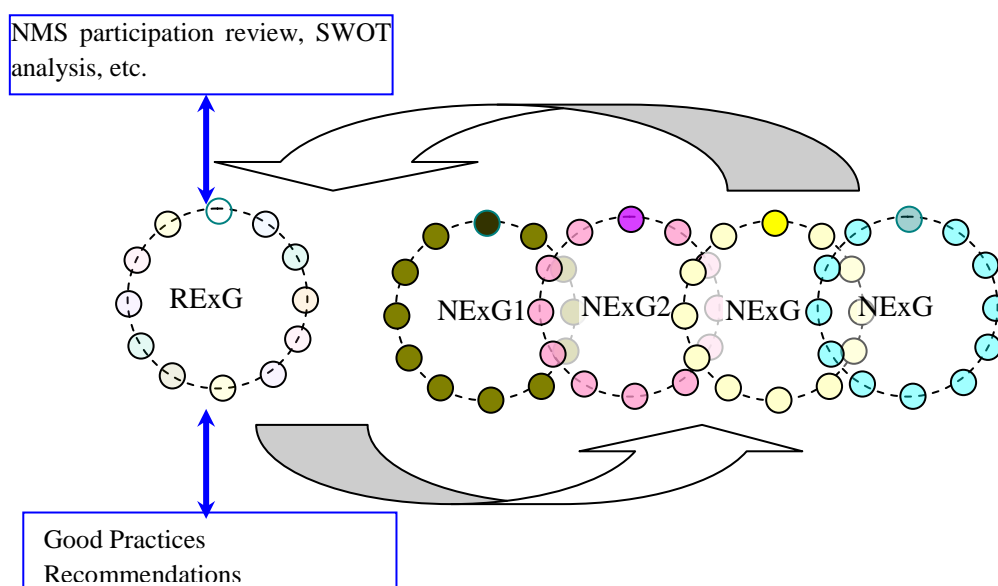 NMS participation review, SWOT
analysis, etc.
RExG
NExG1
NExG2
NExG
NExG
Good Practices
Recommendations